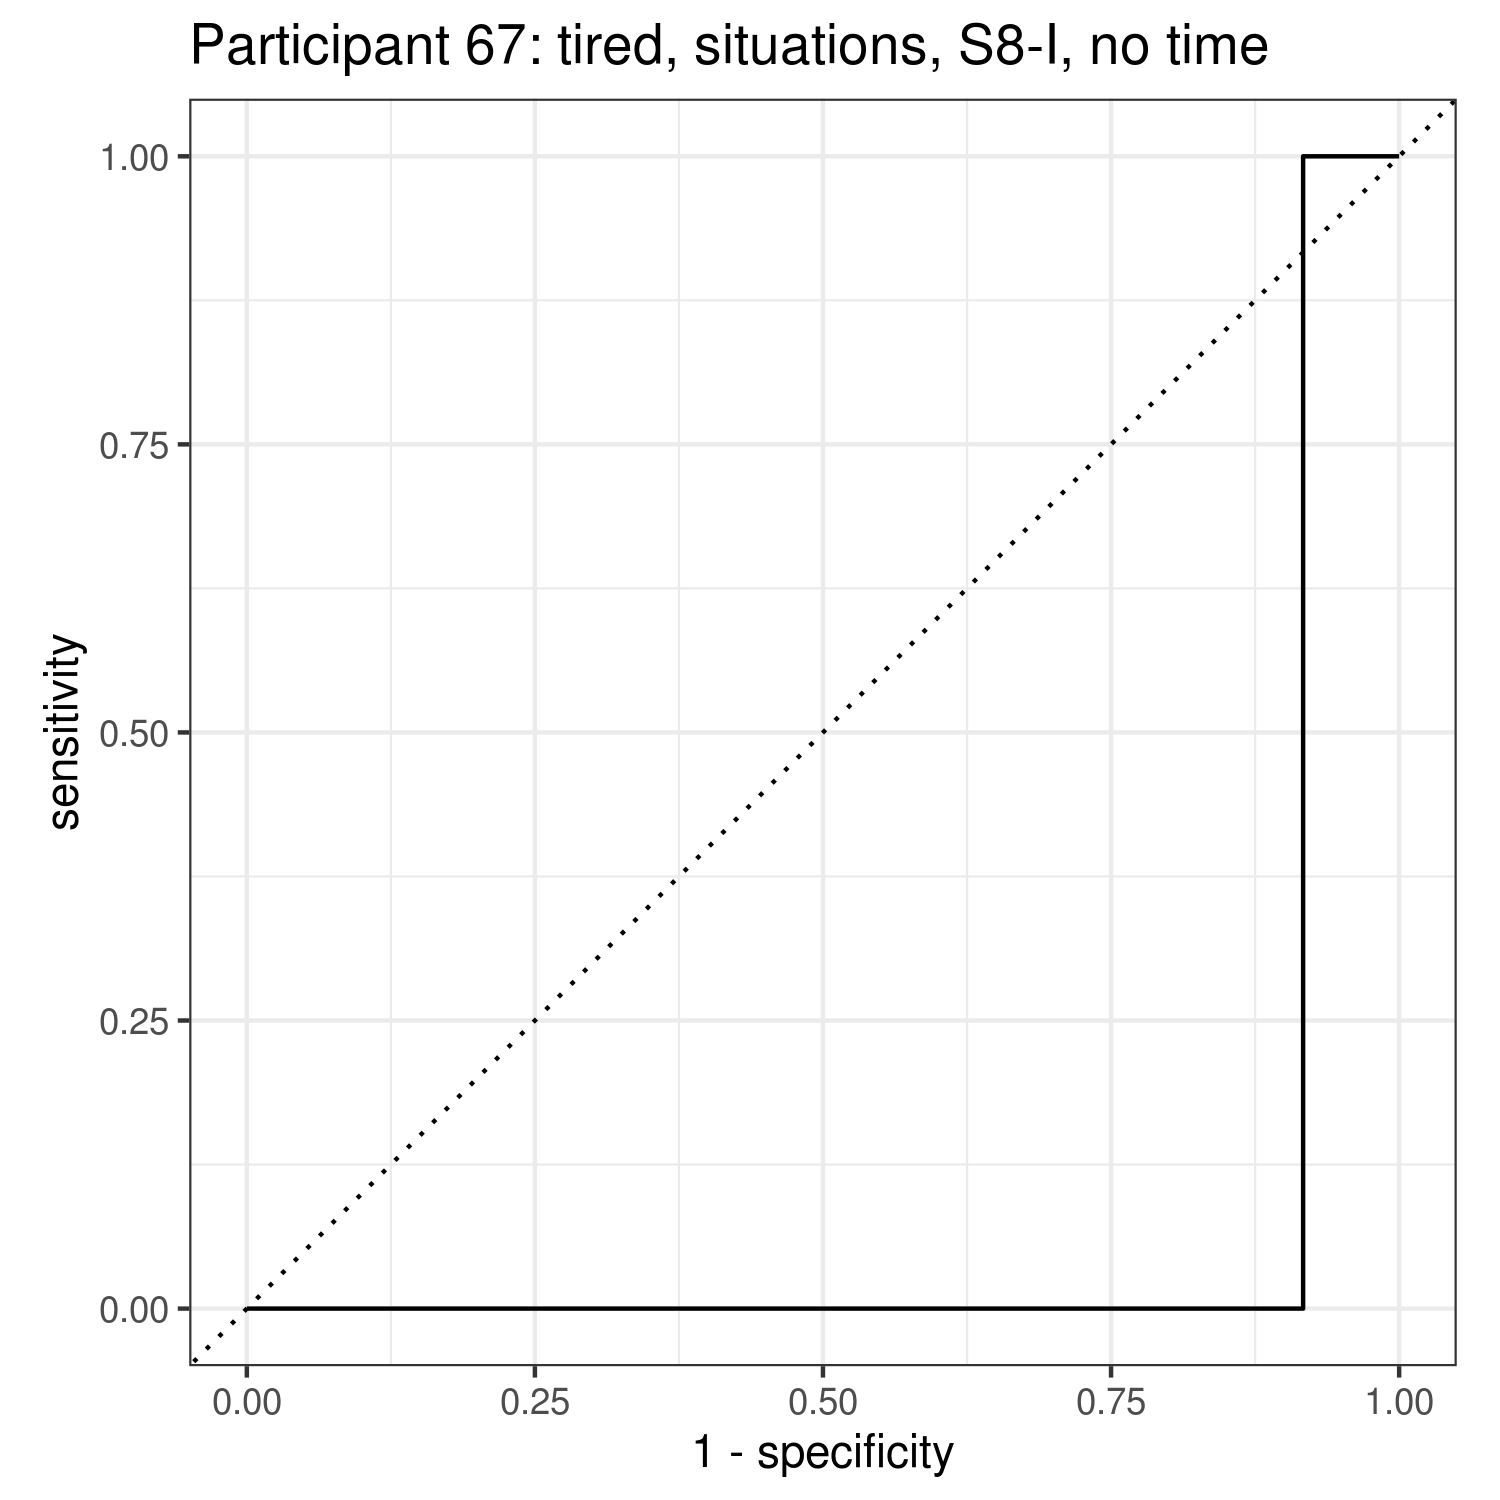 Participant 67: tired, situations, S8-I, no time
1.00
0.75
0.50
0.25
0.00
sensitivity
0.00 0.25 0.50 0.75 1.00
1 - specificity